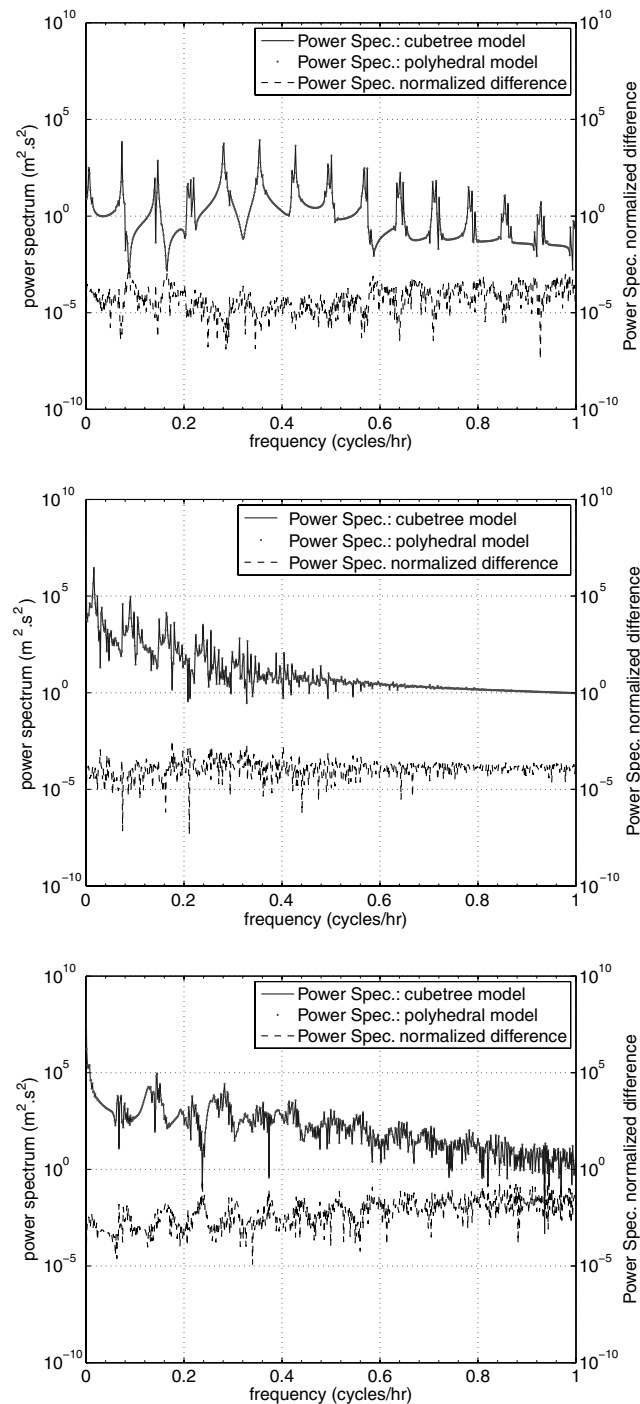 10^10
10^5
10^0
10^-5
10^-10
power spectrum (m^2.s^2)
Power Spec.: cubetree model
Power Spec.: polyhedral model
Power Spec. normalized difference
10^10
10^5
10^0
10^-5
10^-10
Power Spec. normalized difference
0 0.2 0.4 0.6 0.8 1
frequency (cycles/hr)
10^10
10^5
10^0
10^-5
10^-10
power spectrum (m^2.s^2)
Power Spec.: cubetree model
Power Spec.: polyhedral model
Power Spec. normalized difference
10^10
10^5
10^0
10^-5
10^-10
Power Spec. normalized difference
0 0.2 0.4 0.6 0.8 1
frequency (cycles/hr)
10^10
10^5
10^0
10^-5
10^-10
power spectrum (m^2.s^2)
Power Spec.: cubetree model
Power Spec.: polyhedral model
Power Spec. normalized difference
10^10
10^5
10^0
10^-5
10^-10
Power Spec. normalized difference
0 0.2 0.4 0.6 0.8 1
frequency (cycles/hr)